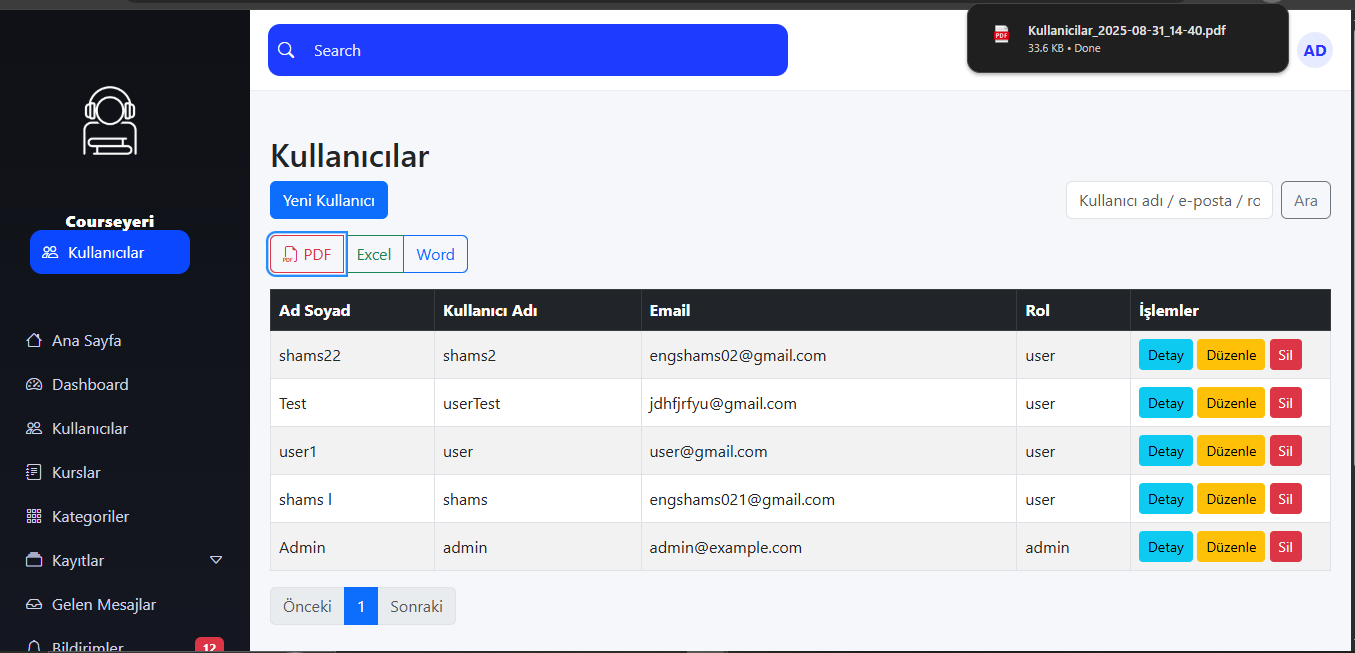 Courseyeri
Kullanıcılar
Ana Sayfa
Dashboard
Kullanıcılar
Kurslar
Kategoriler
Kayıtlar
Gelen Mesajlar
Bildirimler 12
Search
PDF
Kullanicilar_2025-08-31_14-40.pdf
33.6 KB • Done
AD
Kullanıcılar
Yeni Kullanıcı
Kullanıcı adı / e-posta / ro
Ara
PDF Excel Word
Ad Soyad Kullanıcı Adı Email Rol İşlemler
shams22 shams2 engshams02@gmail.com user Detay Düzenle Sil
Test userTest jdhfjrfyu@gmail.com user Detay Düzenle Sil
user1 user user@gmail.com user Detay Düzenle Sil
shams l shams engshams021@gmail.com user Detay Düzenle Sil
Admin admin admin@example.com admin Detay Düzenle Sil
Önceki 1 Sonraki